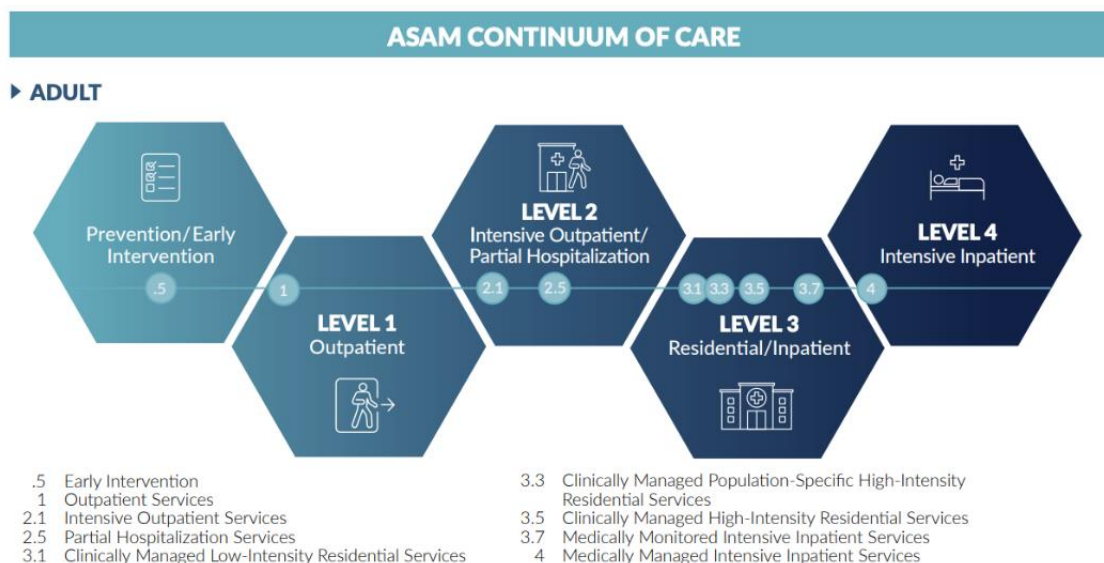 ASAM CONTINUUM OF CARE
ADULT
Prevention/Early
Intervention
.5
1
LEVEL 1
Outpatient
LEVEL 2
Intensive Outpatient/
Partial Hospitalization
2.1
2.5
3.1
3.3
3.5
3.7
LEVEL 3
Residential/Inpatient
LEVEL 4
Intensive Inpatient
4
.5 Early Intervention
1 Outpatient Services
2.1 Intensive Outpatient Services
2.5 Partial Hospitalization Services
3.1 Clinically Managed Low-Intensity Residential Services
3.3 Clinically Managed Population-Specific High-Intensity
Residential Services
3.5 Clinically Managed High-Intensity Residential Services
3.7 Medically Monitored Intensive Inpatient Services
4 Medically Managed Intensive Inpatient Services